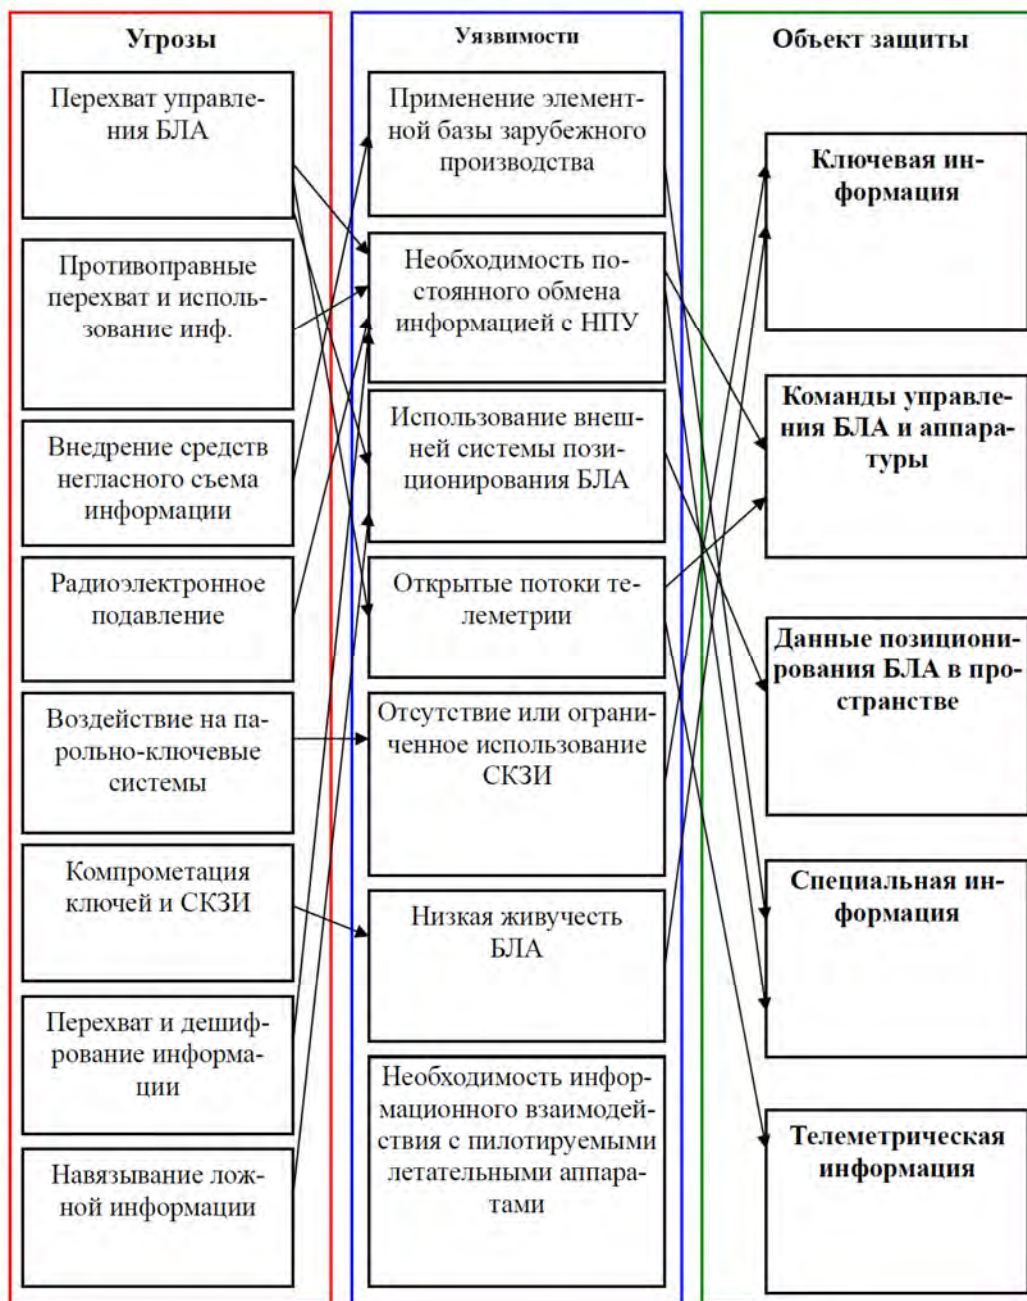 Угрозы
Перехват управле-
ния БЛА
Противоправные
перехват и исполь-
зование инф.
Внедрение средств
негласного съема
информации
Радиоэлектронное
подавление
Воздействие на па-
рольно-ключевые
системы
Компрометация
ключей и СКЗИ
Перехват и дешиф-
рование информа-
ции
Навязывание лож-
ной информации
Уязвимости
Применение элемент-
ной базы зарубежного
производства
Необходимость по-
стоянного обмена
информацией с НПУ
Использование внеш-
ней системы пози-
ционирования БЛА
Открытые потоки те-
леметрии
Отсутствие или ограни-
ченное использование
СКЗИ
Низкая живучесть
БЛА
Необходимость инфор-
мационного взаимодей-
ствия с пилотируемыми
летательными аппара-
тами
Объект защиты
Ключевая ин-
формация
Команды управле-
ния БЛА и аппара-
туры
Данные позициони-
рования БЛА в про-
странстве
Специальная ин-
формация
Телеметрическая
информация